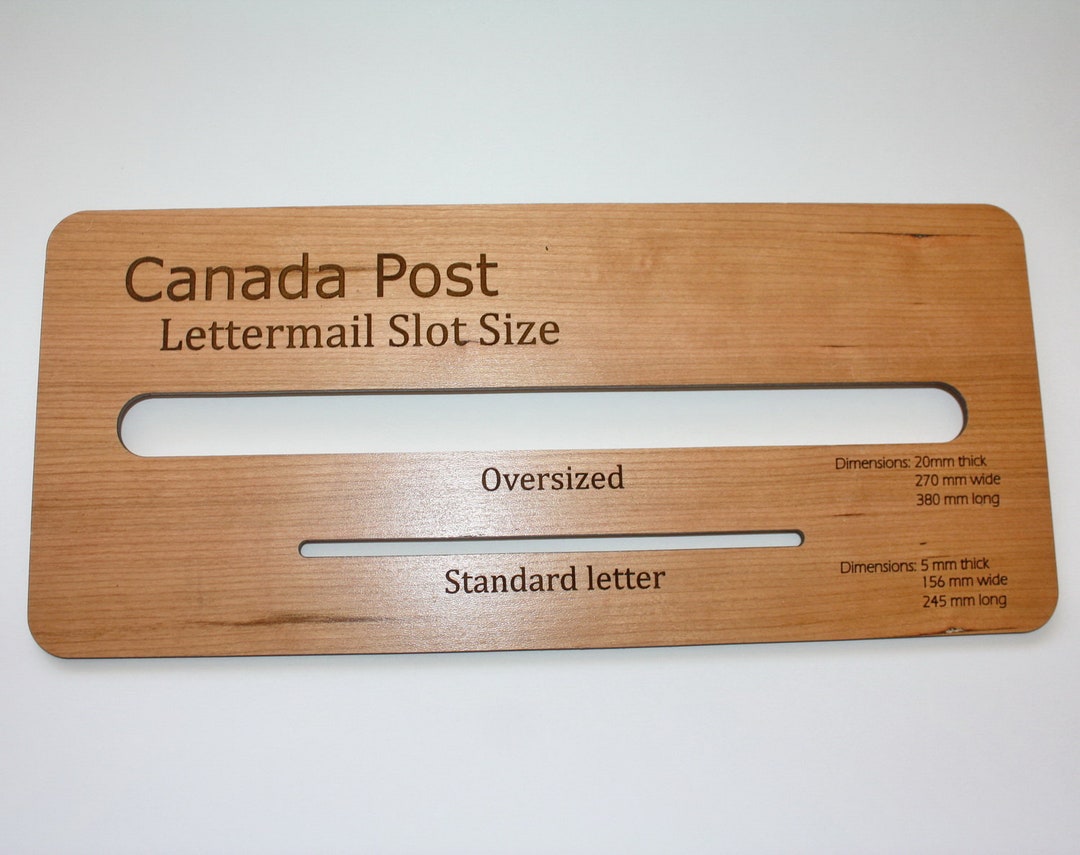 Canada Post
Lettermail Slot Size
Oversized
Dimensions: 20mm thick
270 mm wide
380 mm long
Standard letter
Dimensions: 5 mm thick
156 mm wide
245 mm long